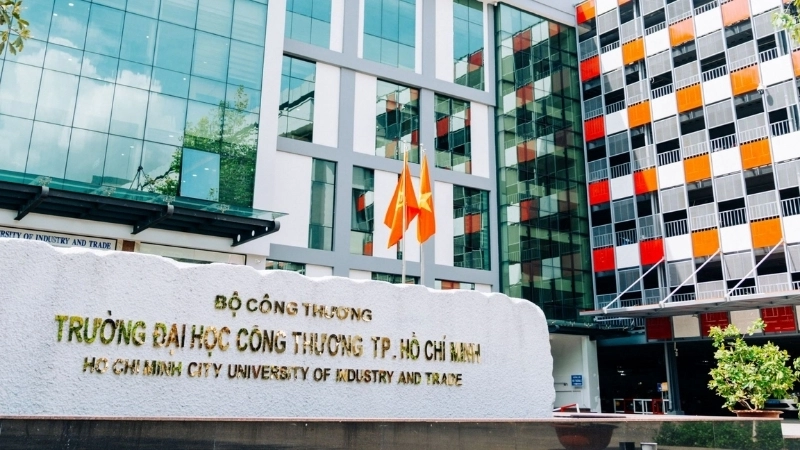 ERSITY OF INDUSTRY AND TRADE
BỘ CÔNG THƯƠNG
TRƯỜNG ĐẠI HỌC CÔNG THƯƠNG TP. HỒ CHÍ MINH
HO CHI MINH CITY UNIVERSITY OF INDUSTRY AND TRADE